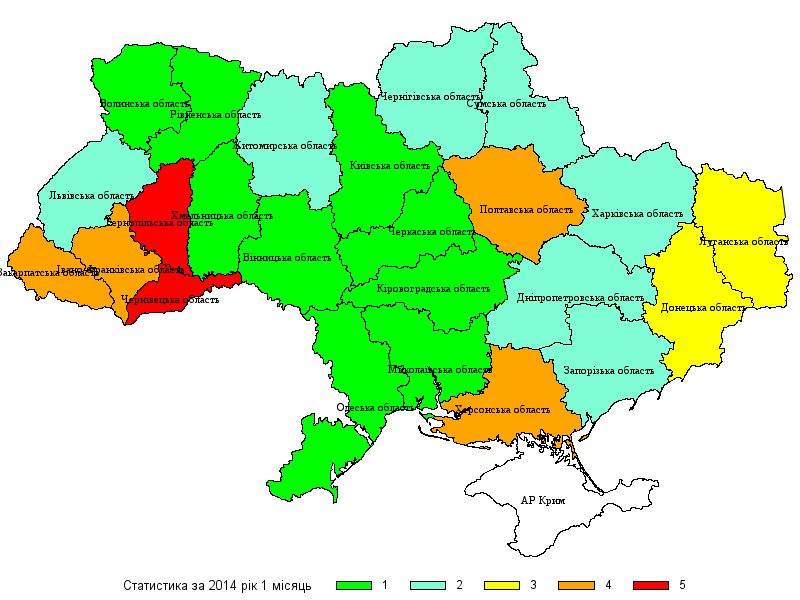 Чернігівська область
Сумська область
Волинська область
Рівненська область
Житомирська область
Київська область
Львівська область
Хмельницька область
Тернопільська область
Полтавська область
Харківська область
Черкаська область
Луганська область
Вінницька область
Закарпатська область
Івано-Франківська область
Кіровоградська область
Дніпропетровська область
Чернівецька область
Донецька область
Миколаївська область
Запорізька область
Одеська область
Херсонська область
АР Крим
Статистика за 2014 рік 1 місяць 1 2 3 4 5